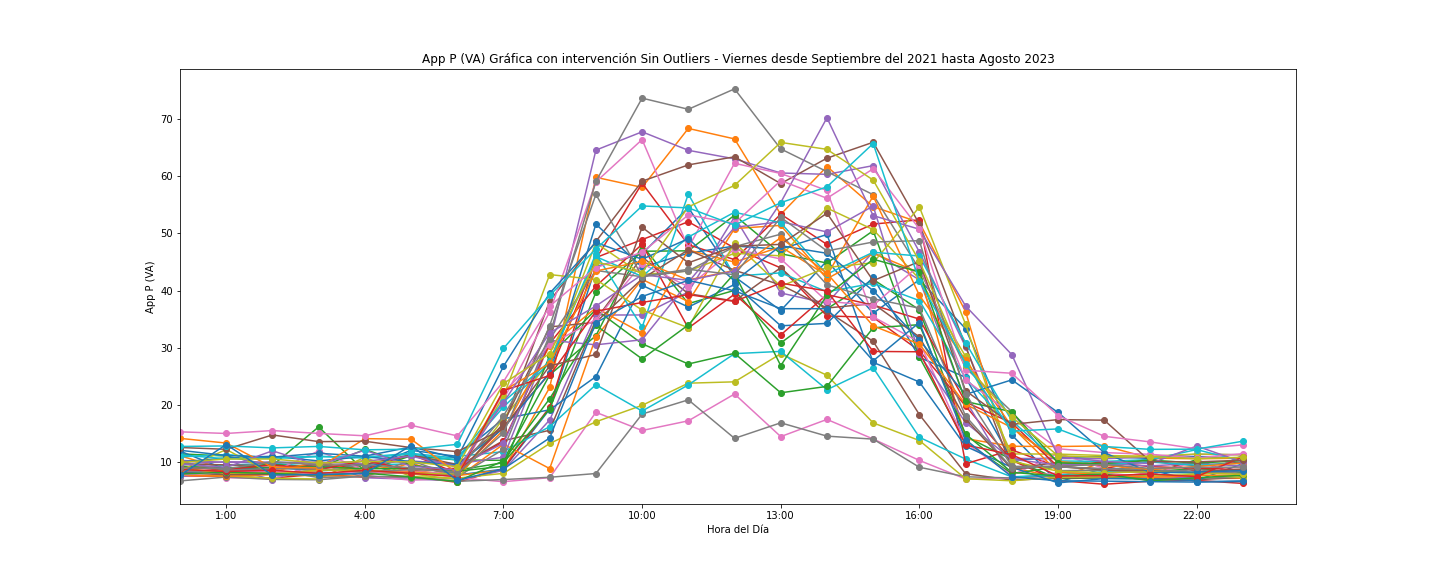 App P (VA) Gráfica con intervención Sin Outliers - Viernes desde Septiembre del 2021 hasta Agosto 2023
App P (VA)
70
60
50
40
30
20
10
1:00 4:00 7:00 10:00 13:00 16:00 19:00 22:00
Hora del Día